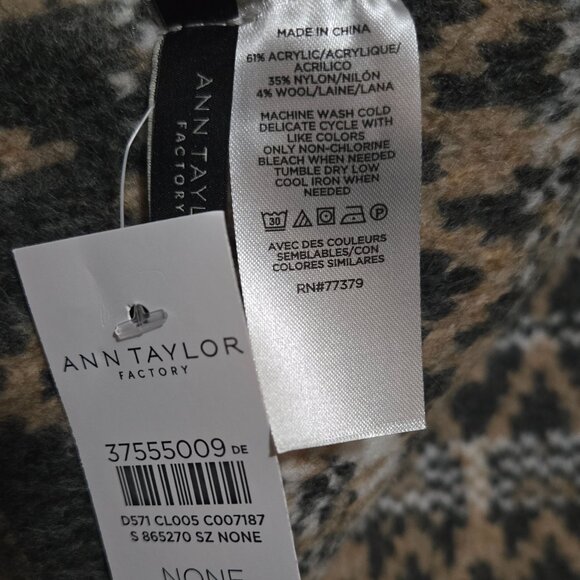 MADE IN CHINA
61% ACRYLIC/ACRYLIQUE/
ACRILICO
35% NYLON/NILÓN
4% WOOL/LAINE/LANA
MACHINE WASH COLD
DELICATE CYCLE WITH
LIKE COLORS
ONLY NON-CHLORINE
BLEACH WHEN NEEDED
TUMBLE DRY LOW
COOL IRON WHEN
NEEDED
30 P
AVEC DES COULEURS
SEMBLABLES/CON
COLORES SIMILARES
RN#77379
ANN TAYLOR
FACTORY
ANN TAYLOR
FACTORY
37555009 DE
D571 CL005 C007187
S 865270 SZ NONE
NONE